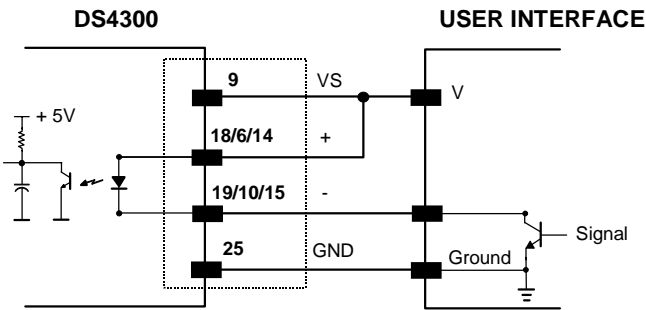 DS4300
USER INTERFACE
9 VS
V
+ 5V
18/6/14 +
19/10/15 -
Signal
25 GND
Ground